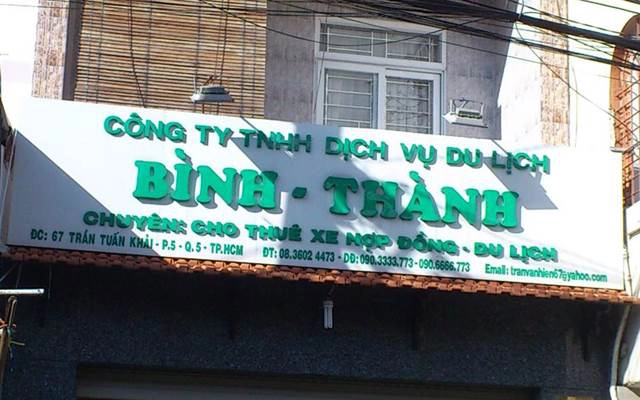 CÔNG TY TNHH DỊCH VỤ DU LỊCH
BÌNH - THÀNH
CHUYÊN: CHO THUÊ XE HỢP ĐỒNG - DU LỊCH
ĐC: 67 TRẦN TUẤN KHẢI - P.5 - Q.5 - TP.HCM ĐT: 08.3602 4473 - DĐ: 090.3333.773 - 090.6666.773 Email: tranvanhien67@yahoo.com